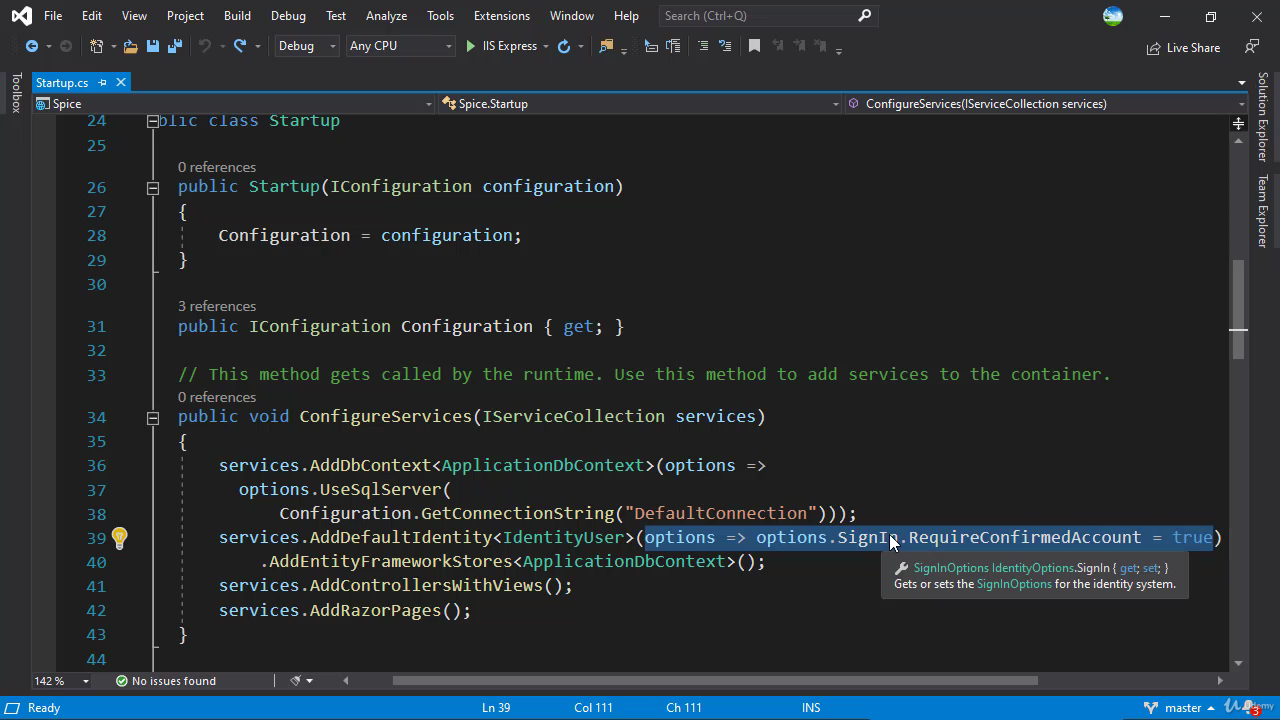 File Edit View Project Build Debug Test Analyze Tools Extensions Window Help Search (Ctrl+Q)
Debug Any CPU IIS Express Live Share
Toolbox
Startup.cs
Spice Spice.Startup ConfigureServices(IServiceCollection services)
Solution Explorer
Team Explorer
24 blic class Startup
25
0 references
26 public Startup(IConfiguration configuration)
27 {
28 Configuration = configuration;
29 }
30
3 references
31 public IConfiguration Configuration { get; }
32
33 // This method gets called by the runtime. Use this method to add services to the container.
0 references
34 public void ConfigureServices(IServiceCollection services)
35 {
36 services.AddDbContext<ApplicationDbContext>(options =>
37 options.UseSqlServer(
38 Configuration.GetConnectionString("DefaultConnection")));
39 services.AddDefaultIdentity<IdentityUser>(options => options.SignIn.RequireConfirmedAccount = true)
40 .AddEntityFrameworkStores<ApplicationDbContext>();
SignInOptions IdentityOptions.SignIn { get; set; }
Gets or sets the SignInOptions for the identity system.
41 services.AddControllersWithViews();
42 services.AddRazorPages();
43 }
44
142 % No issues found
Ready Ln 39 Col 111 Ch 111 INS master 3
Udemy